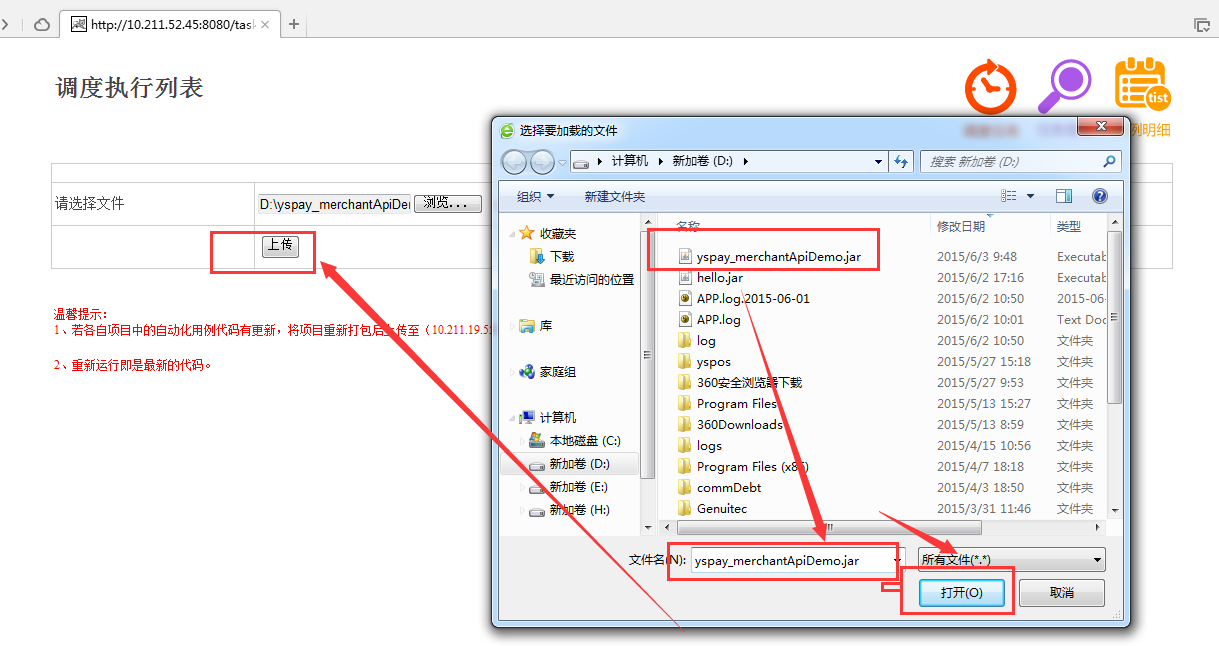 http://10.211.52.45:8080/tas
调度执行列表
tist
列明细
请选择文件
D:\yspay_merchantApiDe
浏览...
上传
温馨提示：
1、若各自项目中的自动化用例代码有更新，将项目重新打包后上传至（10.211.19.5
2、重新运行即是最新的代码。
选择要加载的文件
计算机
新加卷 (D:)
搜索 新加卷 (D:)
组织
新建文件夹
收藏夹
下载
最近访问的位置
库
家庭组
计算机
本地磁盘 (C:)
新加卷 (D:)
新加卷 (E:)
新加卷 (H:)
名称 修改日期 类型
yspay_merchantApiDemo.jar 2015/6/3 9:48 Executab
hello.jar 2015/6/2 17:16 Executab
APP.log.2015-06-01 2015/6/2 10:50 2015-06-
APP.log 2015/6/2 10:01 Text Doc
log 2015/6/2 10:50 文件夹
yspos 2015/5/27 15:18 文件夹
360安全浏览器下载 2015/5/27 9:53 文件夹
Program Files 2015/5/13 15:27 文件夹
360Downloads 2015/5/13 8:59 文件夹
logs 2015/4/15 10:56 文件夹
Program Files (x86) 2015/4/7 18:18 文件夹
commDebt 2015/4/3 18:50 文件夹
Genuitec 2015/3/31 11:46 文件夹
文件名(N):
yspay_merchantApiDemo.jar
所有文件(*.*)
打开(O)
取消